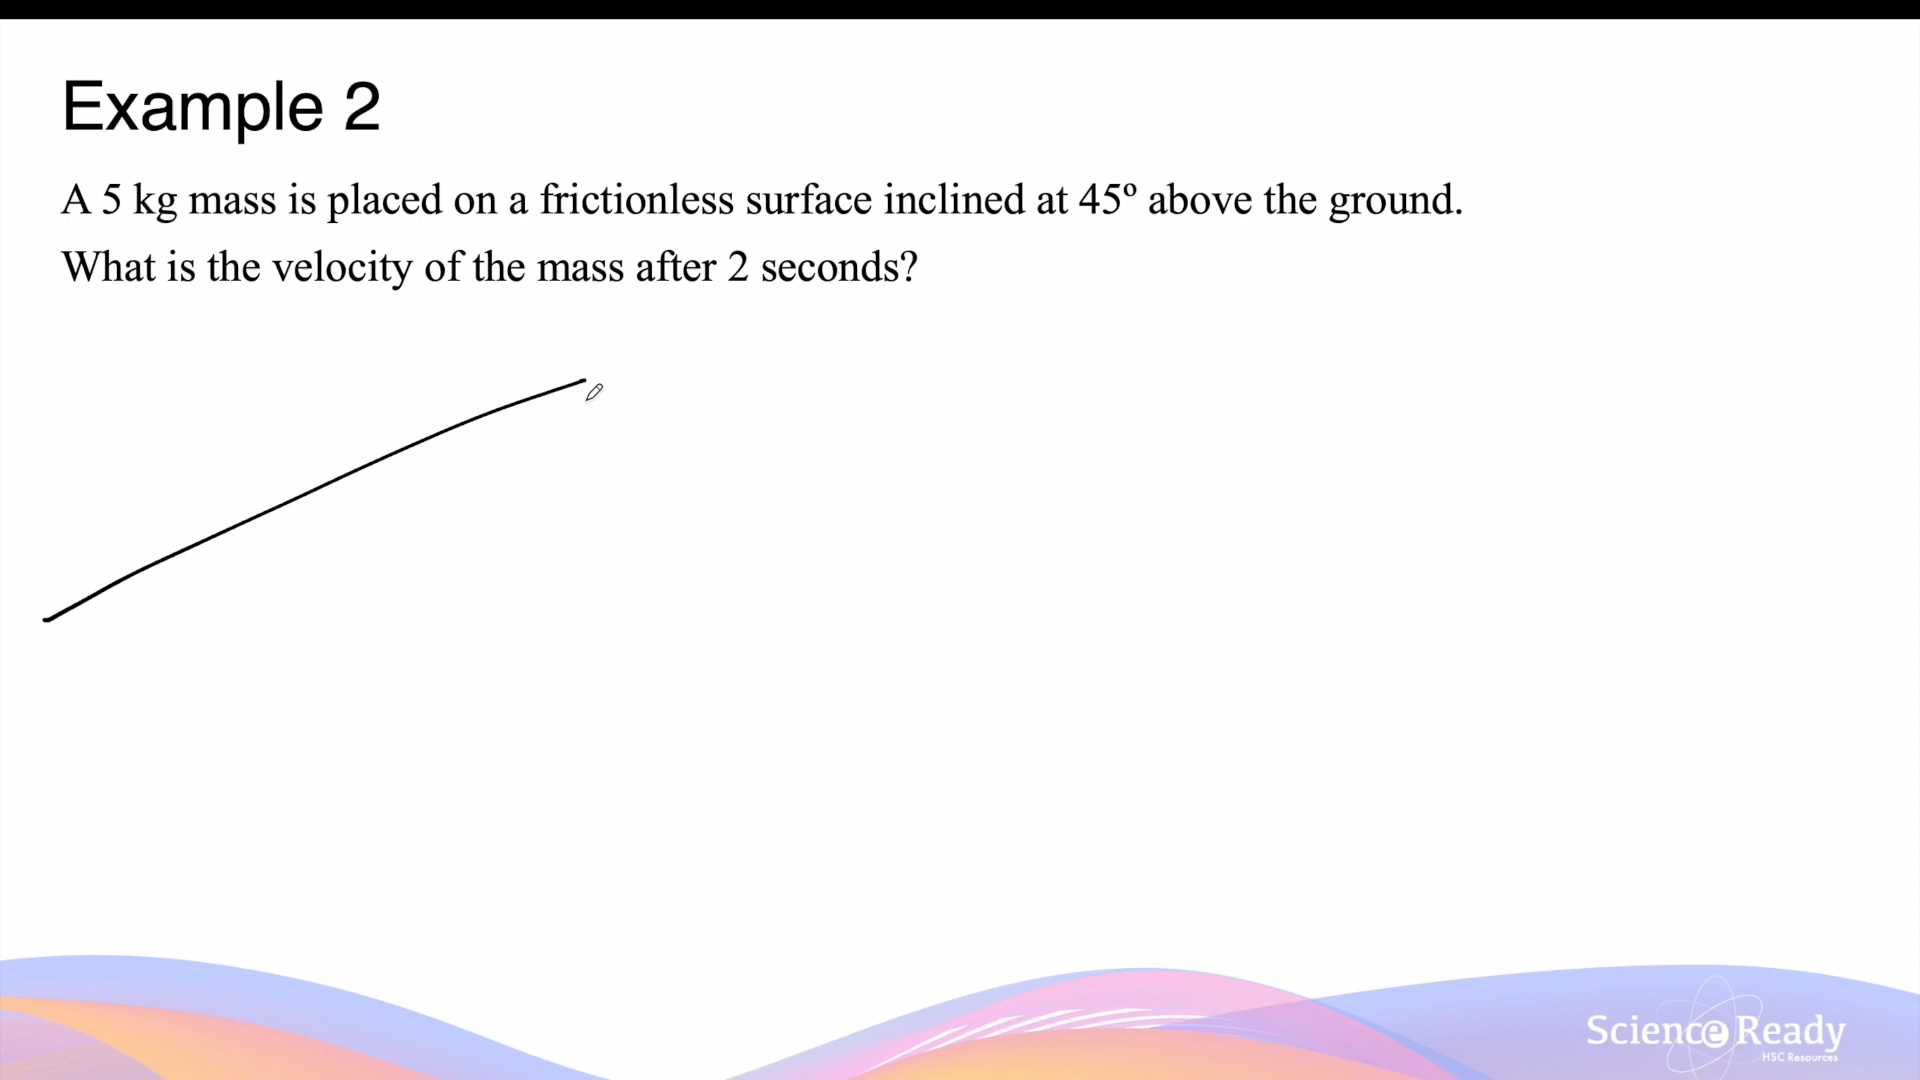 Example 2
A 5 kg mass is placed on a frictionless surface inclined at 45º above the ground.
What is the velocity of the mass after 2 seconds?
Science Ready
HSC Resources